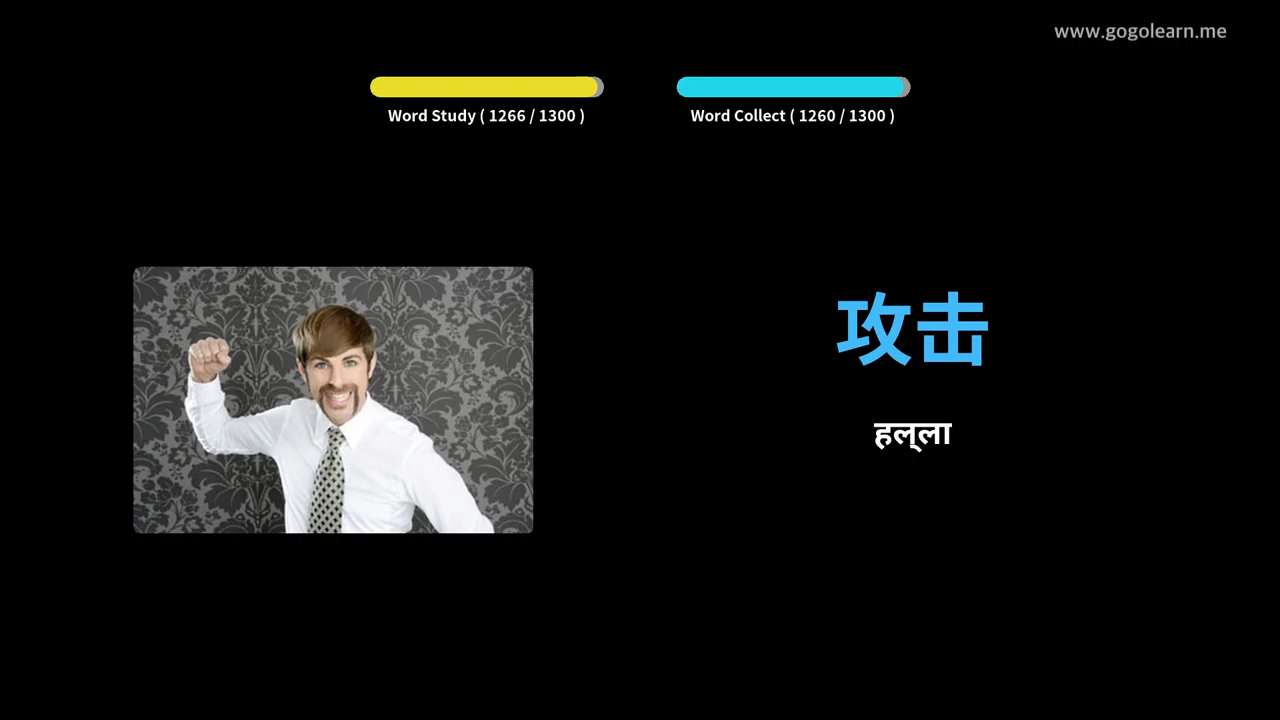 www.gogolearn.me
Word Study ( 1266 / 1300 )
Word Collect ( 1260 / 1300 )
攻击
हल्‌ला